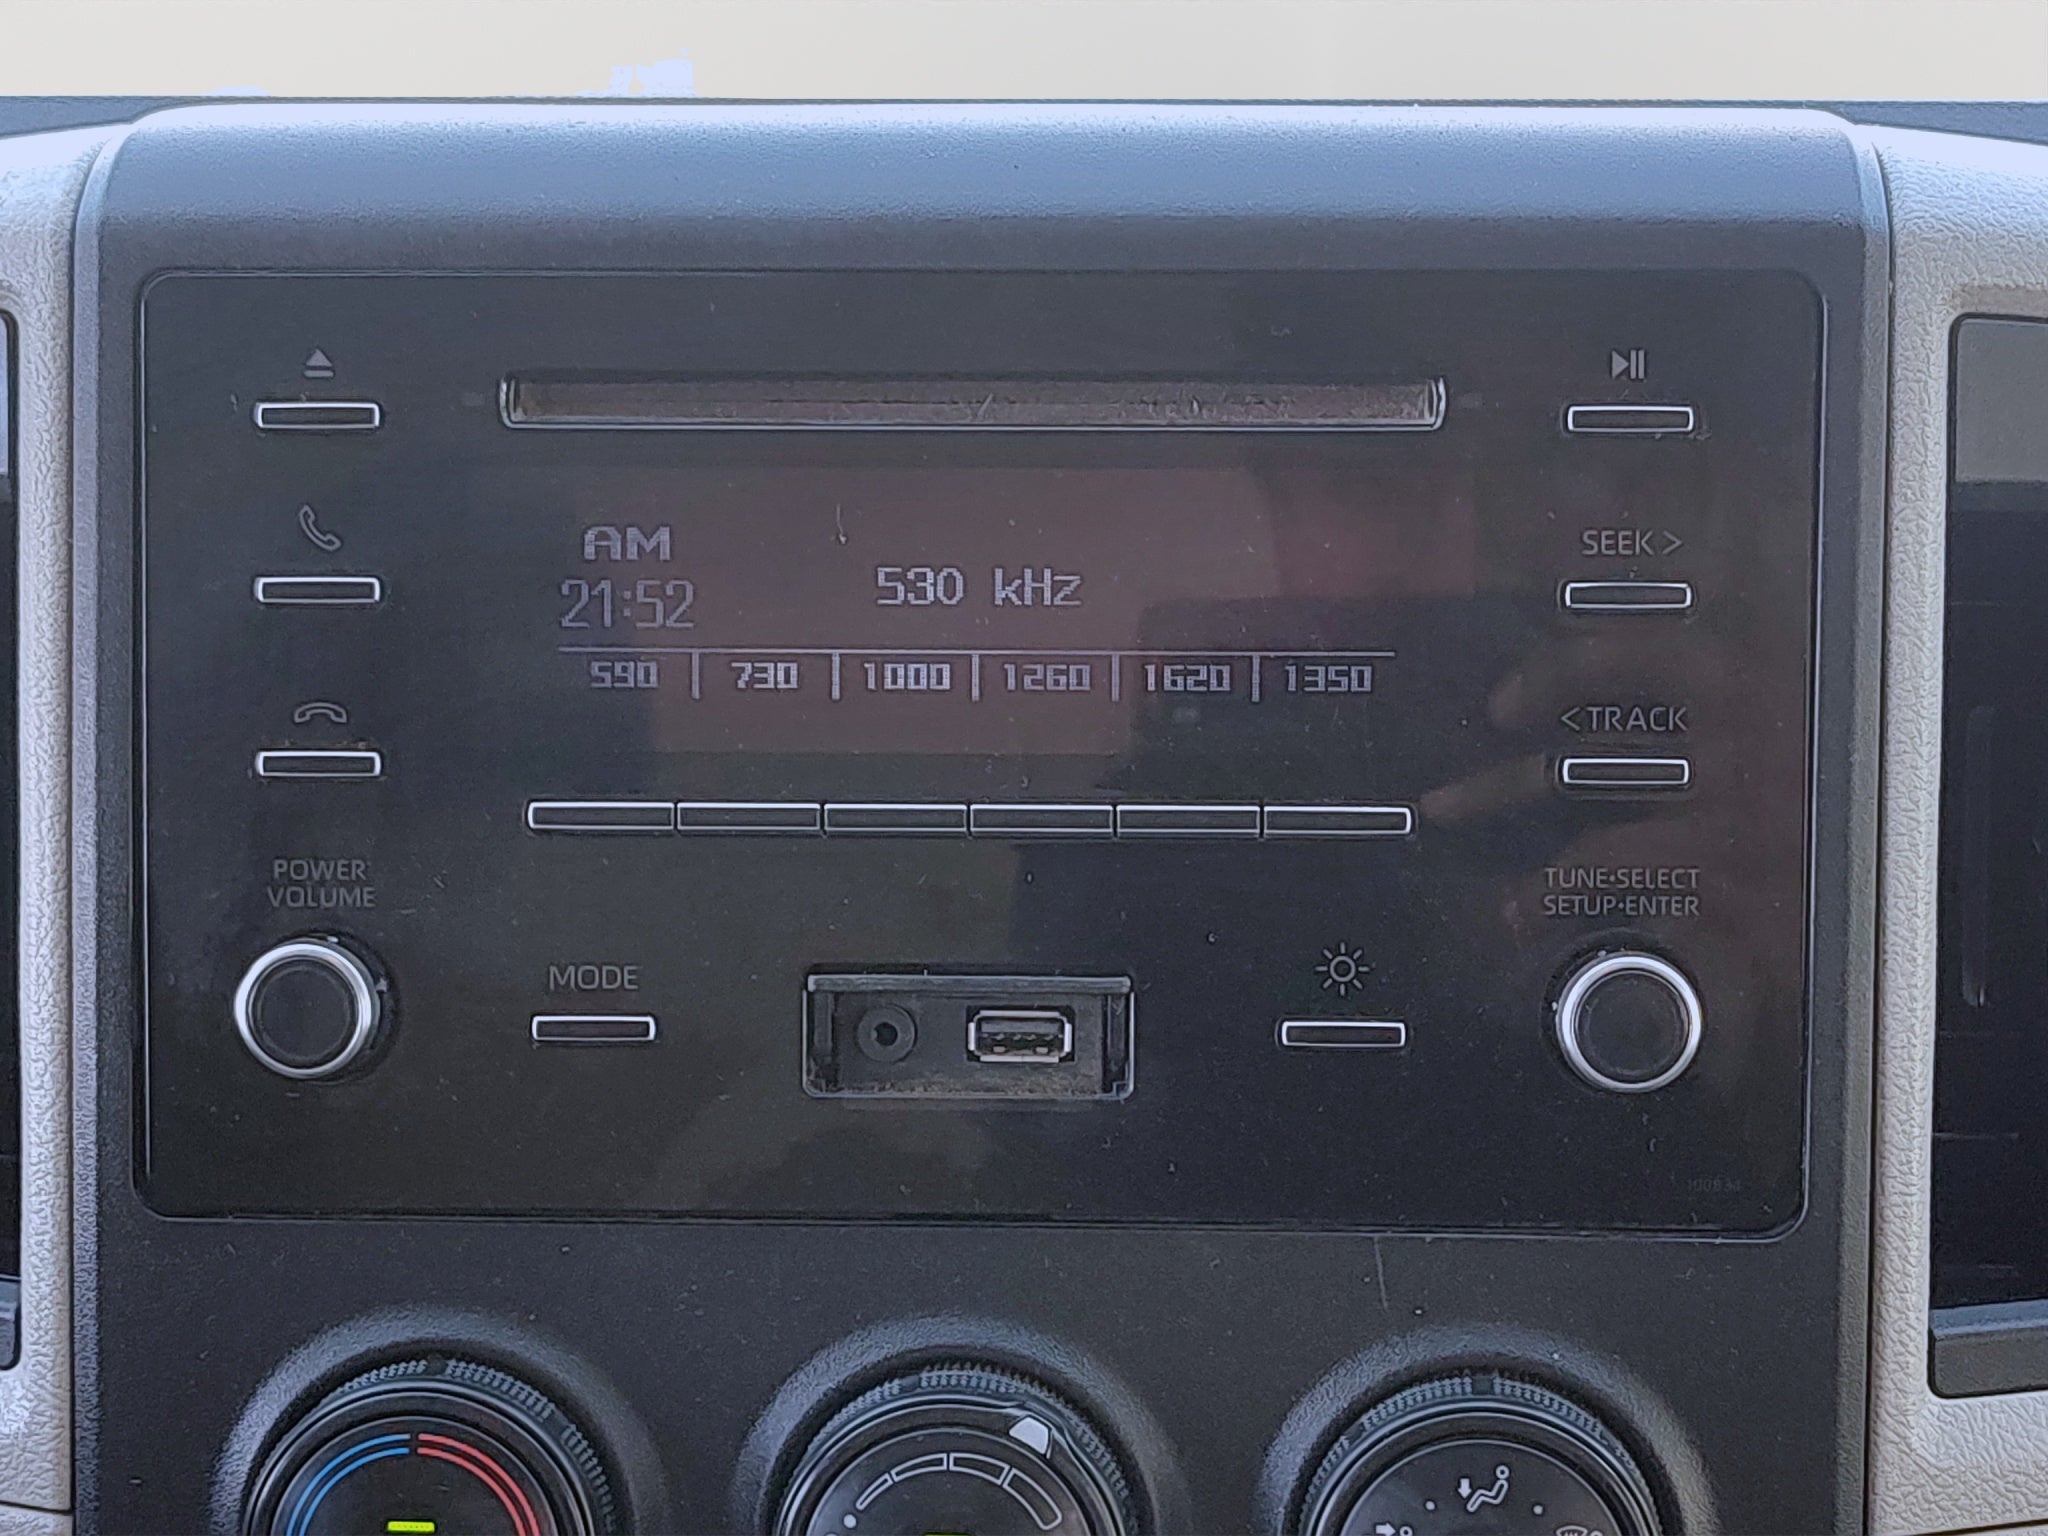 SEEK >
AM
530 kHz
21:52
590 730 1000 1260 1620 1350
< TRACK
POWER
VOLUME
TUNE•SELECT
SETUP•ENTER
MODE